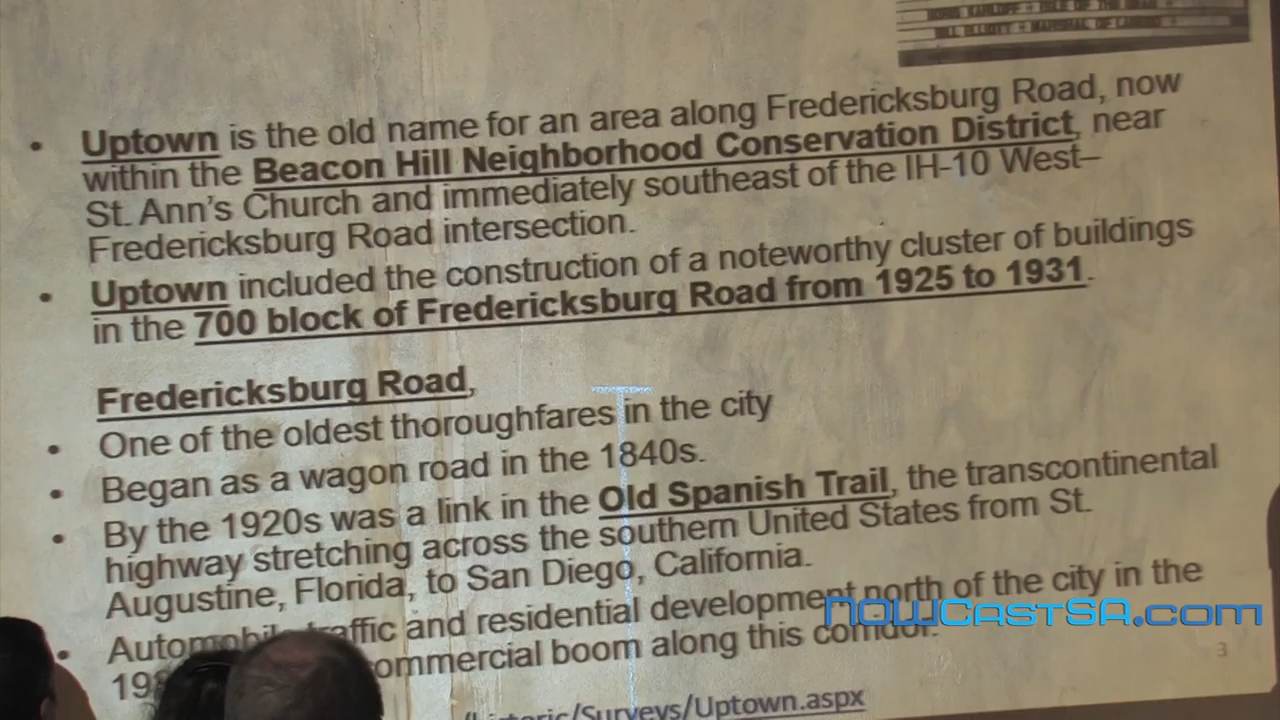 BILL ELLIOTT
• Uptown is the old name for an area along Fredericksburg Road, now
within the Beacon Hill Neighborhood Conservation District, near
St. Ann's Church and immediately southeast of the IH-10 West–
Fredericksburg Road intersection.
• Uptown included the construction of a noteworthy cluster of buildings
in the 700 block of Fredericksburg Road from 1925 to 1931.
Fredericksburg Road,
• One of the oldest thoroughfares in the city
• Began as a wagon road in the 1840s.
• By the 1920s was a link in the Old Spanish Trail, the transcontinental
highway stretching across the southern United States from St.
Augustine, Florida, to San Diego, California.
• traffic and residential development north of the city in the
commercial boom along this corridor.
NOWCastSA.com
3
/historic/Surveys/Uptown.aspx